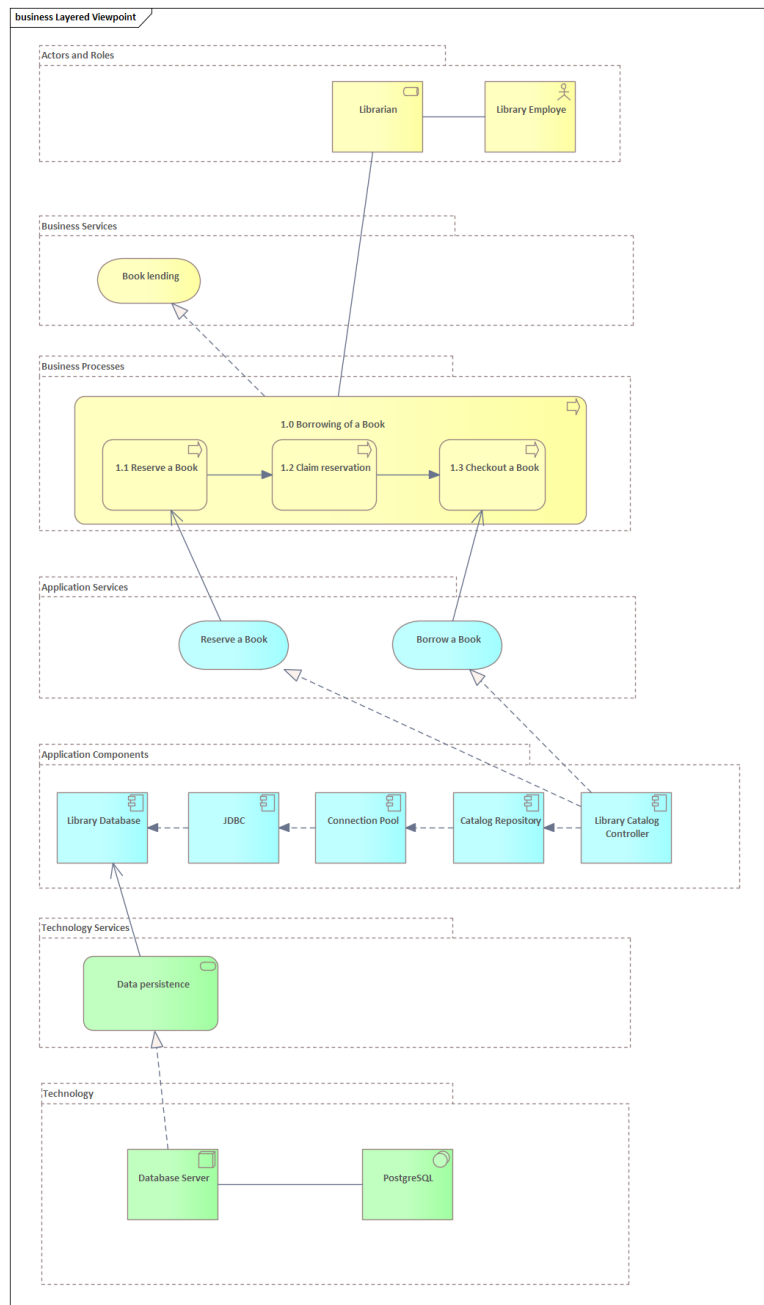 business Layered Viewpoint
Actors and Roles
Librarian
Library Employe
Business Services
Book lending
Business Processes
1.0 Borrowing of a Book
1.1 Reserve a Book
1.2 Claim reservation
1.3 Checkout a Book
Application Services
Reserve a Book
Borrow a Book
Application Components
Library Database
JDBC
Connection Pool
Catalog Repository
Library Catalog
Controller
Technology Services
Data persistence
Technology
Database Server
PostgreSQL